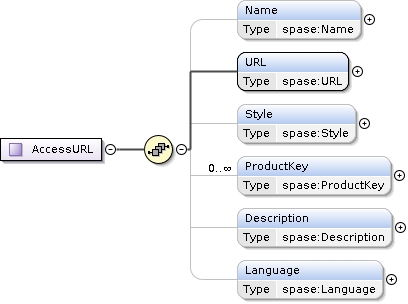 Name
Type spase:Name
URL
Type spase:URL
Style
Type spase:Style
AccessURL
0..∞
ProductKey
Type spase:ProductKey
Description
Type spase:Description
Language
Type spase:Language